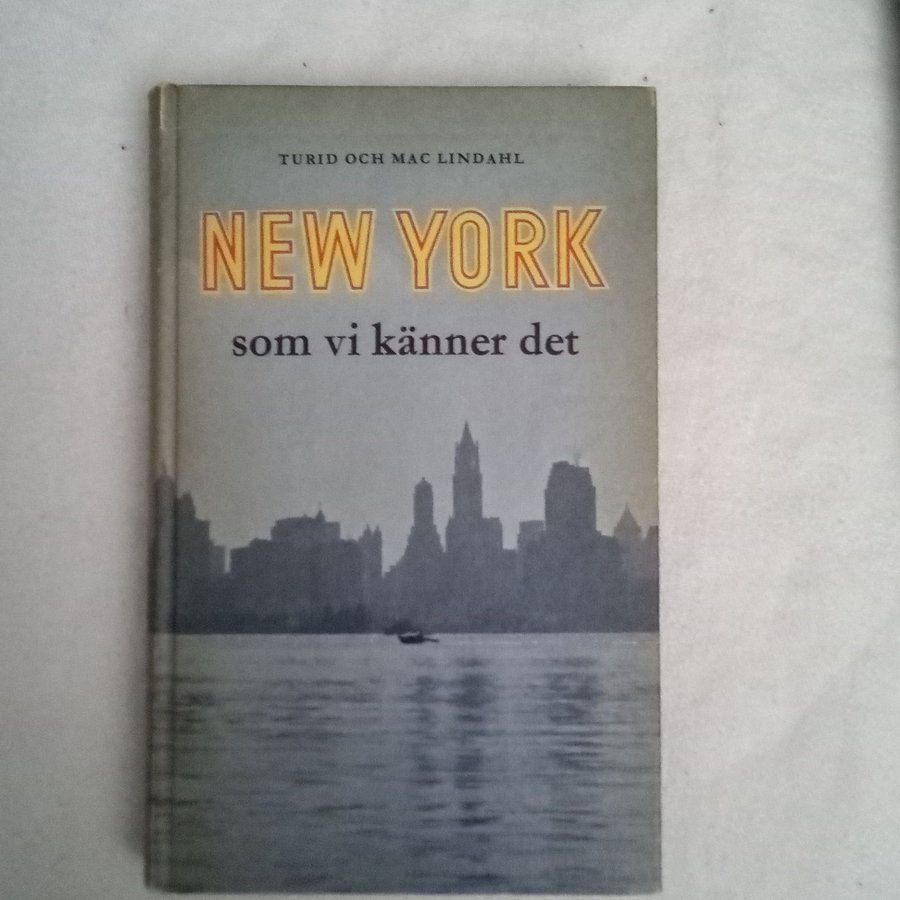 TURID OCH MAC LINDAHL
NEW YORK
som vi känner det